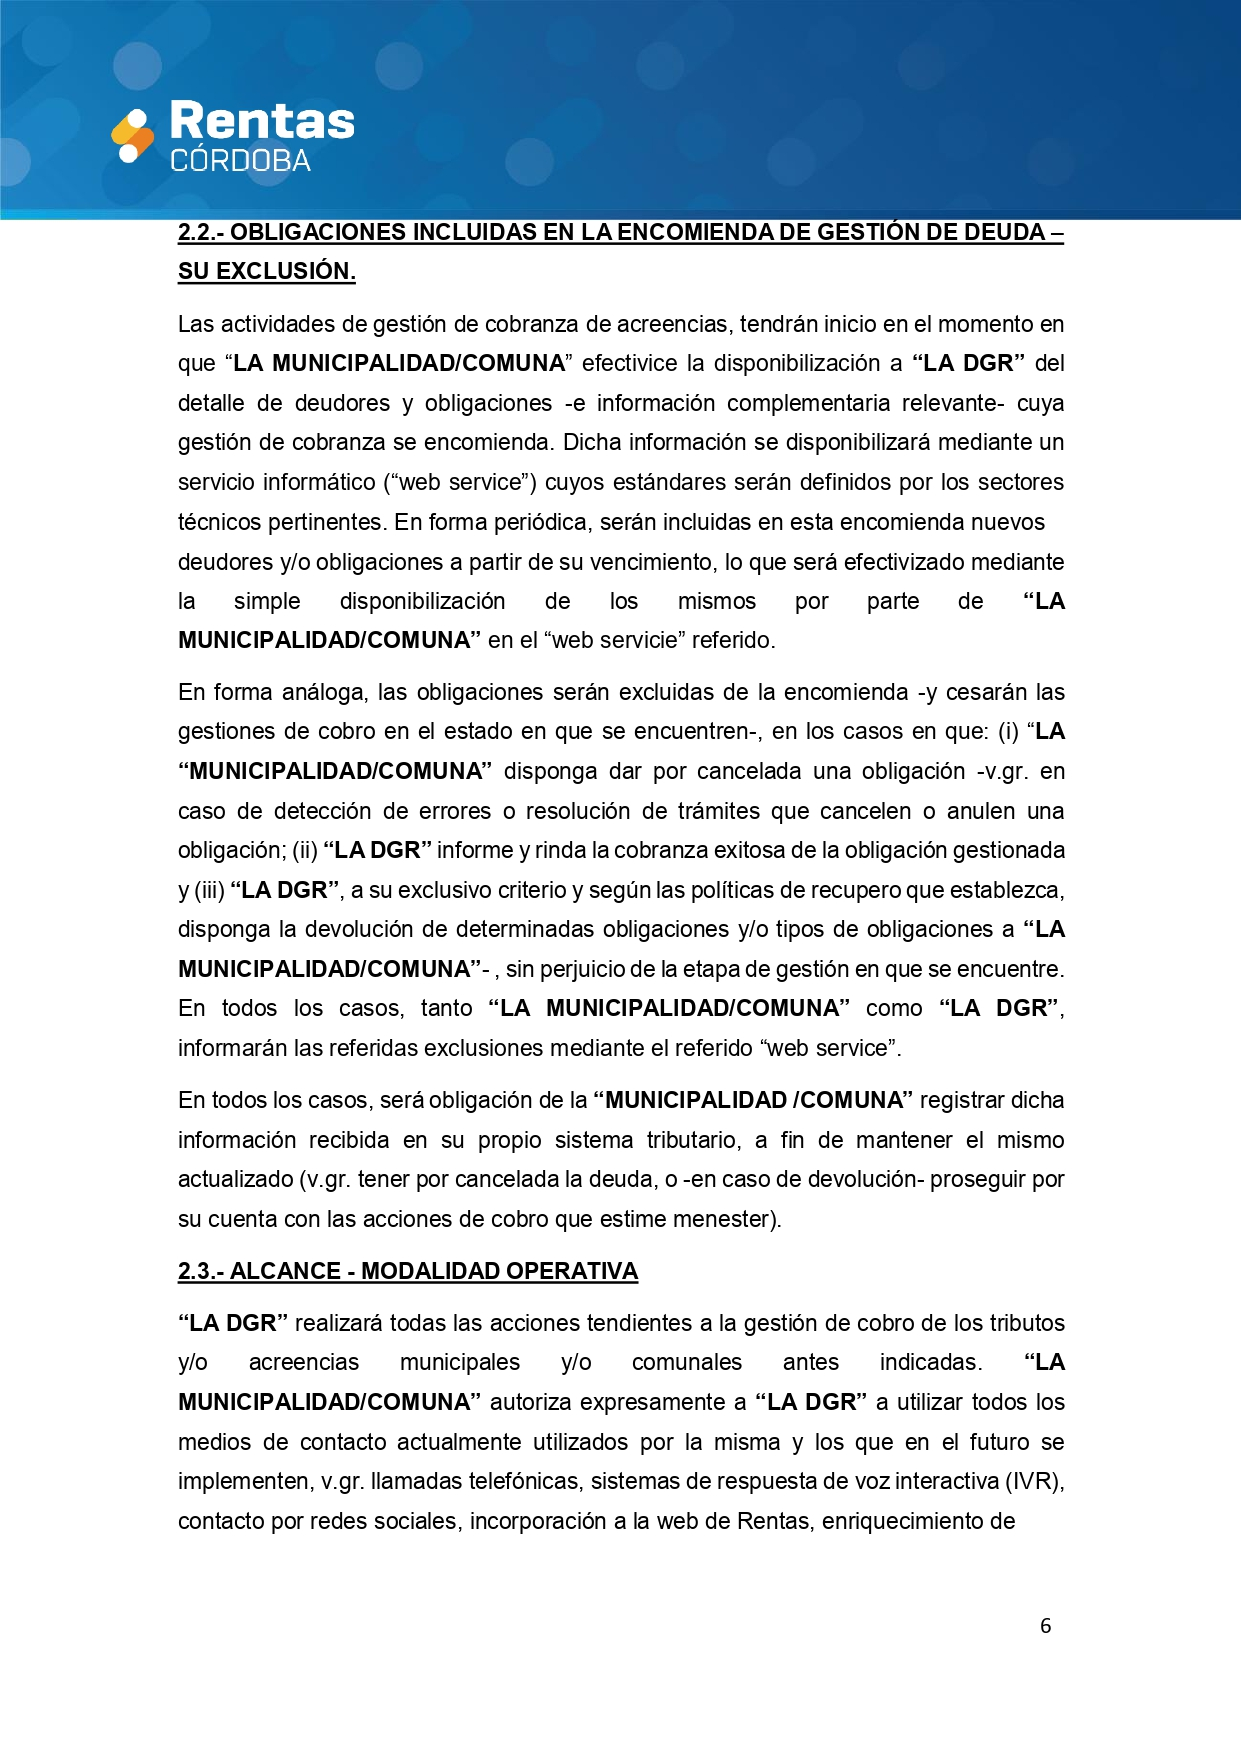 Rentas
CÓRDOBA
2.2.- OBLIGACIONES INCLUIDAS EN LA ENCOMIENDA DE GESTIÓN DE DEUDA –
SU EXCLUSIÓN.
Las actividades de gestión de cobranza de acreencias, tendrán inicio en el momento en
que “LA MUNICIPALIDAD/COMUNA” efectivice la disponibilización a “LA DGR” del
detalle de deudores y obligaciones -e información complementaria relevante- cuya
gestión de cobranza se encomienda. Dicha información se disponibilizará mediante un
servicio informático (“web service”) cuyos estándares serán definidos por los sectores
técnicos pertinentes. En forma periódica, serán incluidas en esta encomienda nuevos
deudores y/o obligaciones a partir de su vencimiento, lo que será efectivizado mediante
la simple disponibilización de los mismos por parte de “LA
MUNICIPALIDAD/COMUNA” en el “web servicie” referido.
En forma análoga, las obligaciones serán excluidas de la encomienda -y cesarán las
gestiones de cobro en el estado en que se encuentren-, en los casos en que: (i) “LA
“MUNICIPALIDAD/COMUNA” disponga dar por cancelada una obligación -v.gr. en
caso de detección de errores o resolución de trámites que cancelen o anulen una
obligación; (ii) “LA DGR” informe y rinda la cobranza exitosa de la obligación gestionada
y (iii) “LA DGR”, a su exclusivo criterio y según las políticas de recupero que establezca,
disponga la devolución de determinadas obligaciones y/o tipos de obligaciones a “LA
MUNICIPALIDAD/COMUNA”- , sin perjuicio de la etapa de gestión en que se encuentre.
En todos los casos, tanto “LA MUNICIPALIDAD/COMUNA” como “LA DGR”,
informarán las referidas exclusiones mediante el referido “web service”.
En todos los casos, será obligación de la “MUNICIPALIDAD /COMUNA” registrar dicha
información recibida en su propio sistema tributario, a fin de mantener el mismo
actualizado (v.gr. tener por cancelada la deuda, o -en caso de devolución- proseguir por
su cuenta con las acciones de cobro que estime menester).
2.3.- ALCANCE - MODALIDAD OPERATIVA
“LA DGR” realizará todas las acciones tendientes a la gestión de cobro de los tributos
y/o acreencias municipales y/o comunales antes indicadas. “LA
MUNICIPALIDAD/COMUNA” autoriza expresamente a “LA DGR” a utilizar todos los
medios de contacto actualmente utilizados por la misma y los que en el futuro se
implementen, v.gr. llamadas telefónicas, sistemas de respuesta de voz interactiva (IVR),
contacto por redes sociales, incorporación a la web de Rentas, enriquecimiento de
6